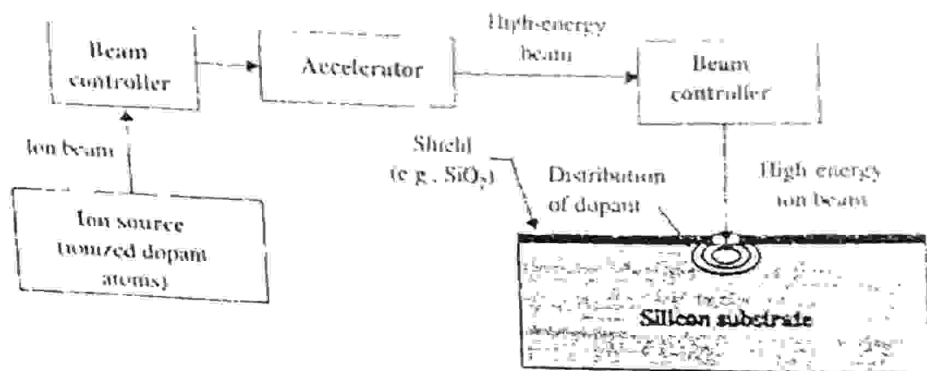 High-energy
beam
Beam
controller
Accelerator
Beam
controller
Ion beam
Shield
(e g , SiO₂)
Distribution
of dopant
High energy
ion beam
Ion source
(ionized dopant
atoms)
Silicon substrate